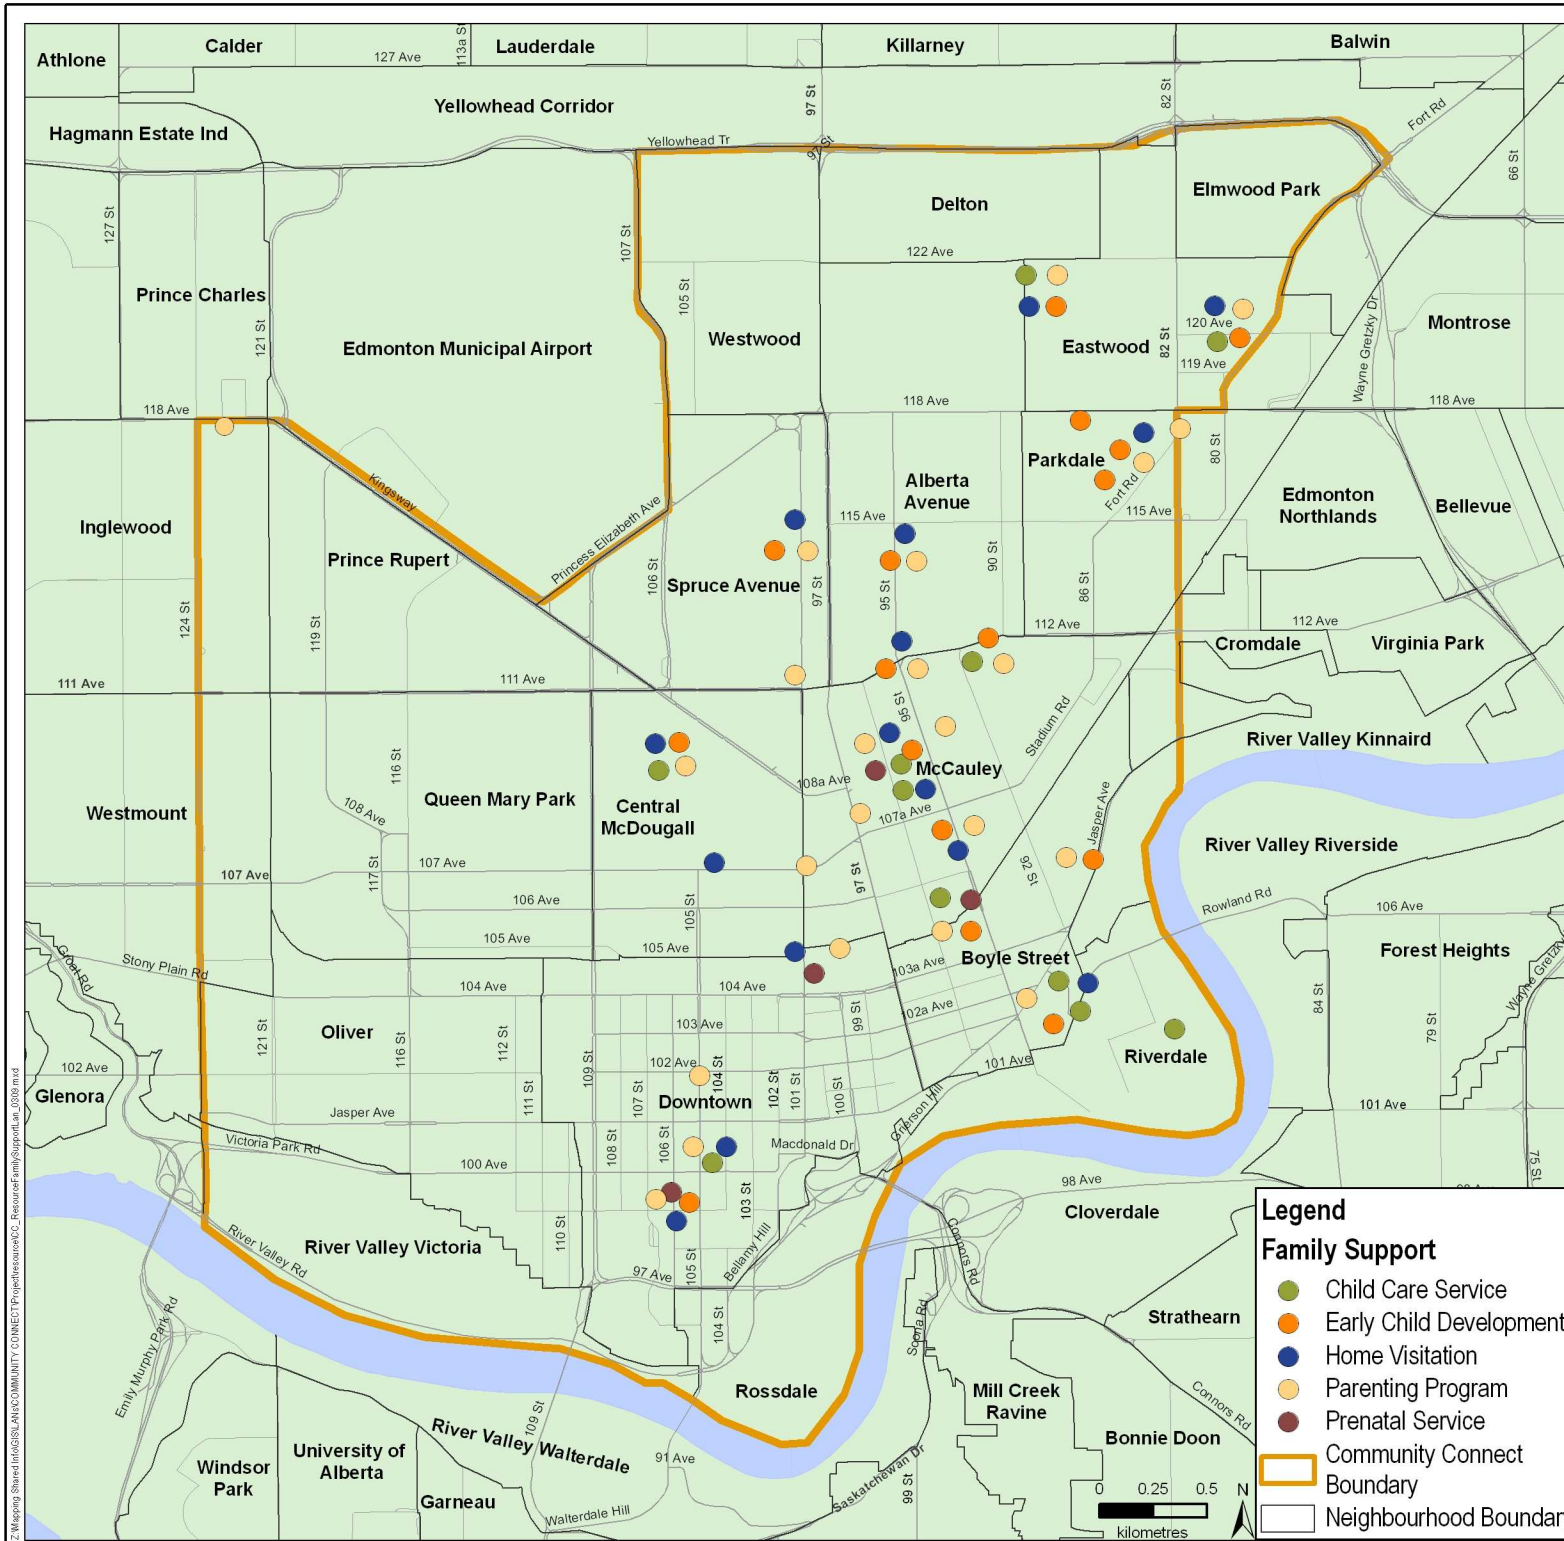 Athlone
Calder
113a St
Lauderdale
Killarney
Balwin
127 Ave
Hagmann Estate Ind
Yellowhead Corridor
97 St
82 St
Fort Rd
Yellowhead Tr
97 St
66 St
127 St
107 St
Delton
Elmwood Park
122 Ave
Prince Charles
121 St
Edmonton Municipal Airport
105 St
Westwood
Eastwood
82 St
120 Ave
119 Ave
Wayne Gretzky Dr
Montrose
118 Ave
118 Ave
118 Ave
Inglewood
Kingsway
Prince Rupert
Princess Elizabeth Ave
106 St
Spruce Avenue
97 St
115 Ave
Alberta
Avenue
95 St
90 St
Parkdale
Fort Rd
115 Ave
80 St
86 St
Edmonton
Northlands
Bellevue
124 St
119 St
112 Ave
112 Ave
Cromdale
Virginia Park
111 Ave
111 Ave
95 St
Stadium Rd
River Valley Kinnaird
116 St
108a Ave
McCauley
Westmount
108 Ave
Queen Mary Park
Central
McDougall
107a Ave
Jasper Ave
River Valley Riverside
107 Ave
117 St
107 Ave
97 St
92 St
106 Ave
105 St
Rowland Rd
106 Ave
105 Ave
105 Ave
Groat Rd
Stony Plain Rd
103a Ave
Boyle Street
Forest Heights
Wayne Gretzky
104 Ave
104 Ave
99 St
102a Ave
84 St
79 St
121 St
Oliver
116 St
112 St
103 Ave
101 Ave
Riverdale
102 Ave
109 St
102 Ave
104 St
Glenora
111 St
107 St
Downtown
102 St
101 St
100 St
101 Ave
Jasper Ave
Grierson Hill
Victoria Park Rd
108 St
106 St
Macdonald Dr
100 Ave
103 St
98 Ave
75 St
Cloverdale
River Valley Rd
River Valley Victoria
110 St
105 St
Bellamy Hill
97 Ave
Connors Rd
Emily Murphy Park Rd
104 St
Scona Rd
Strathearn
Rossdale
Mill Creek
Ravine
Connors Rd
109 St
River Valley Walterdale
Bonnie Doon
Windsor
Park
University of
Alberta
91 Ave
Saskatchewan Dr
99 St
Garneau
Walterdale Hill
Legend
Family Support
Child Care Service
Early Child Development
Home Visitation
Parenting Program
Prenatal Service
Community Connect
Boundary
Neighbourhood Boundar
0 0.25 0.5
kilometres
N